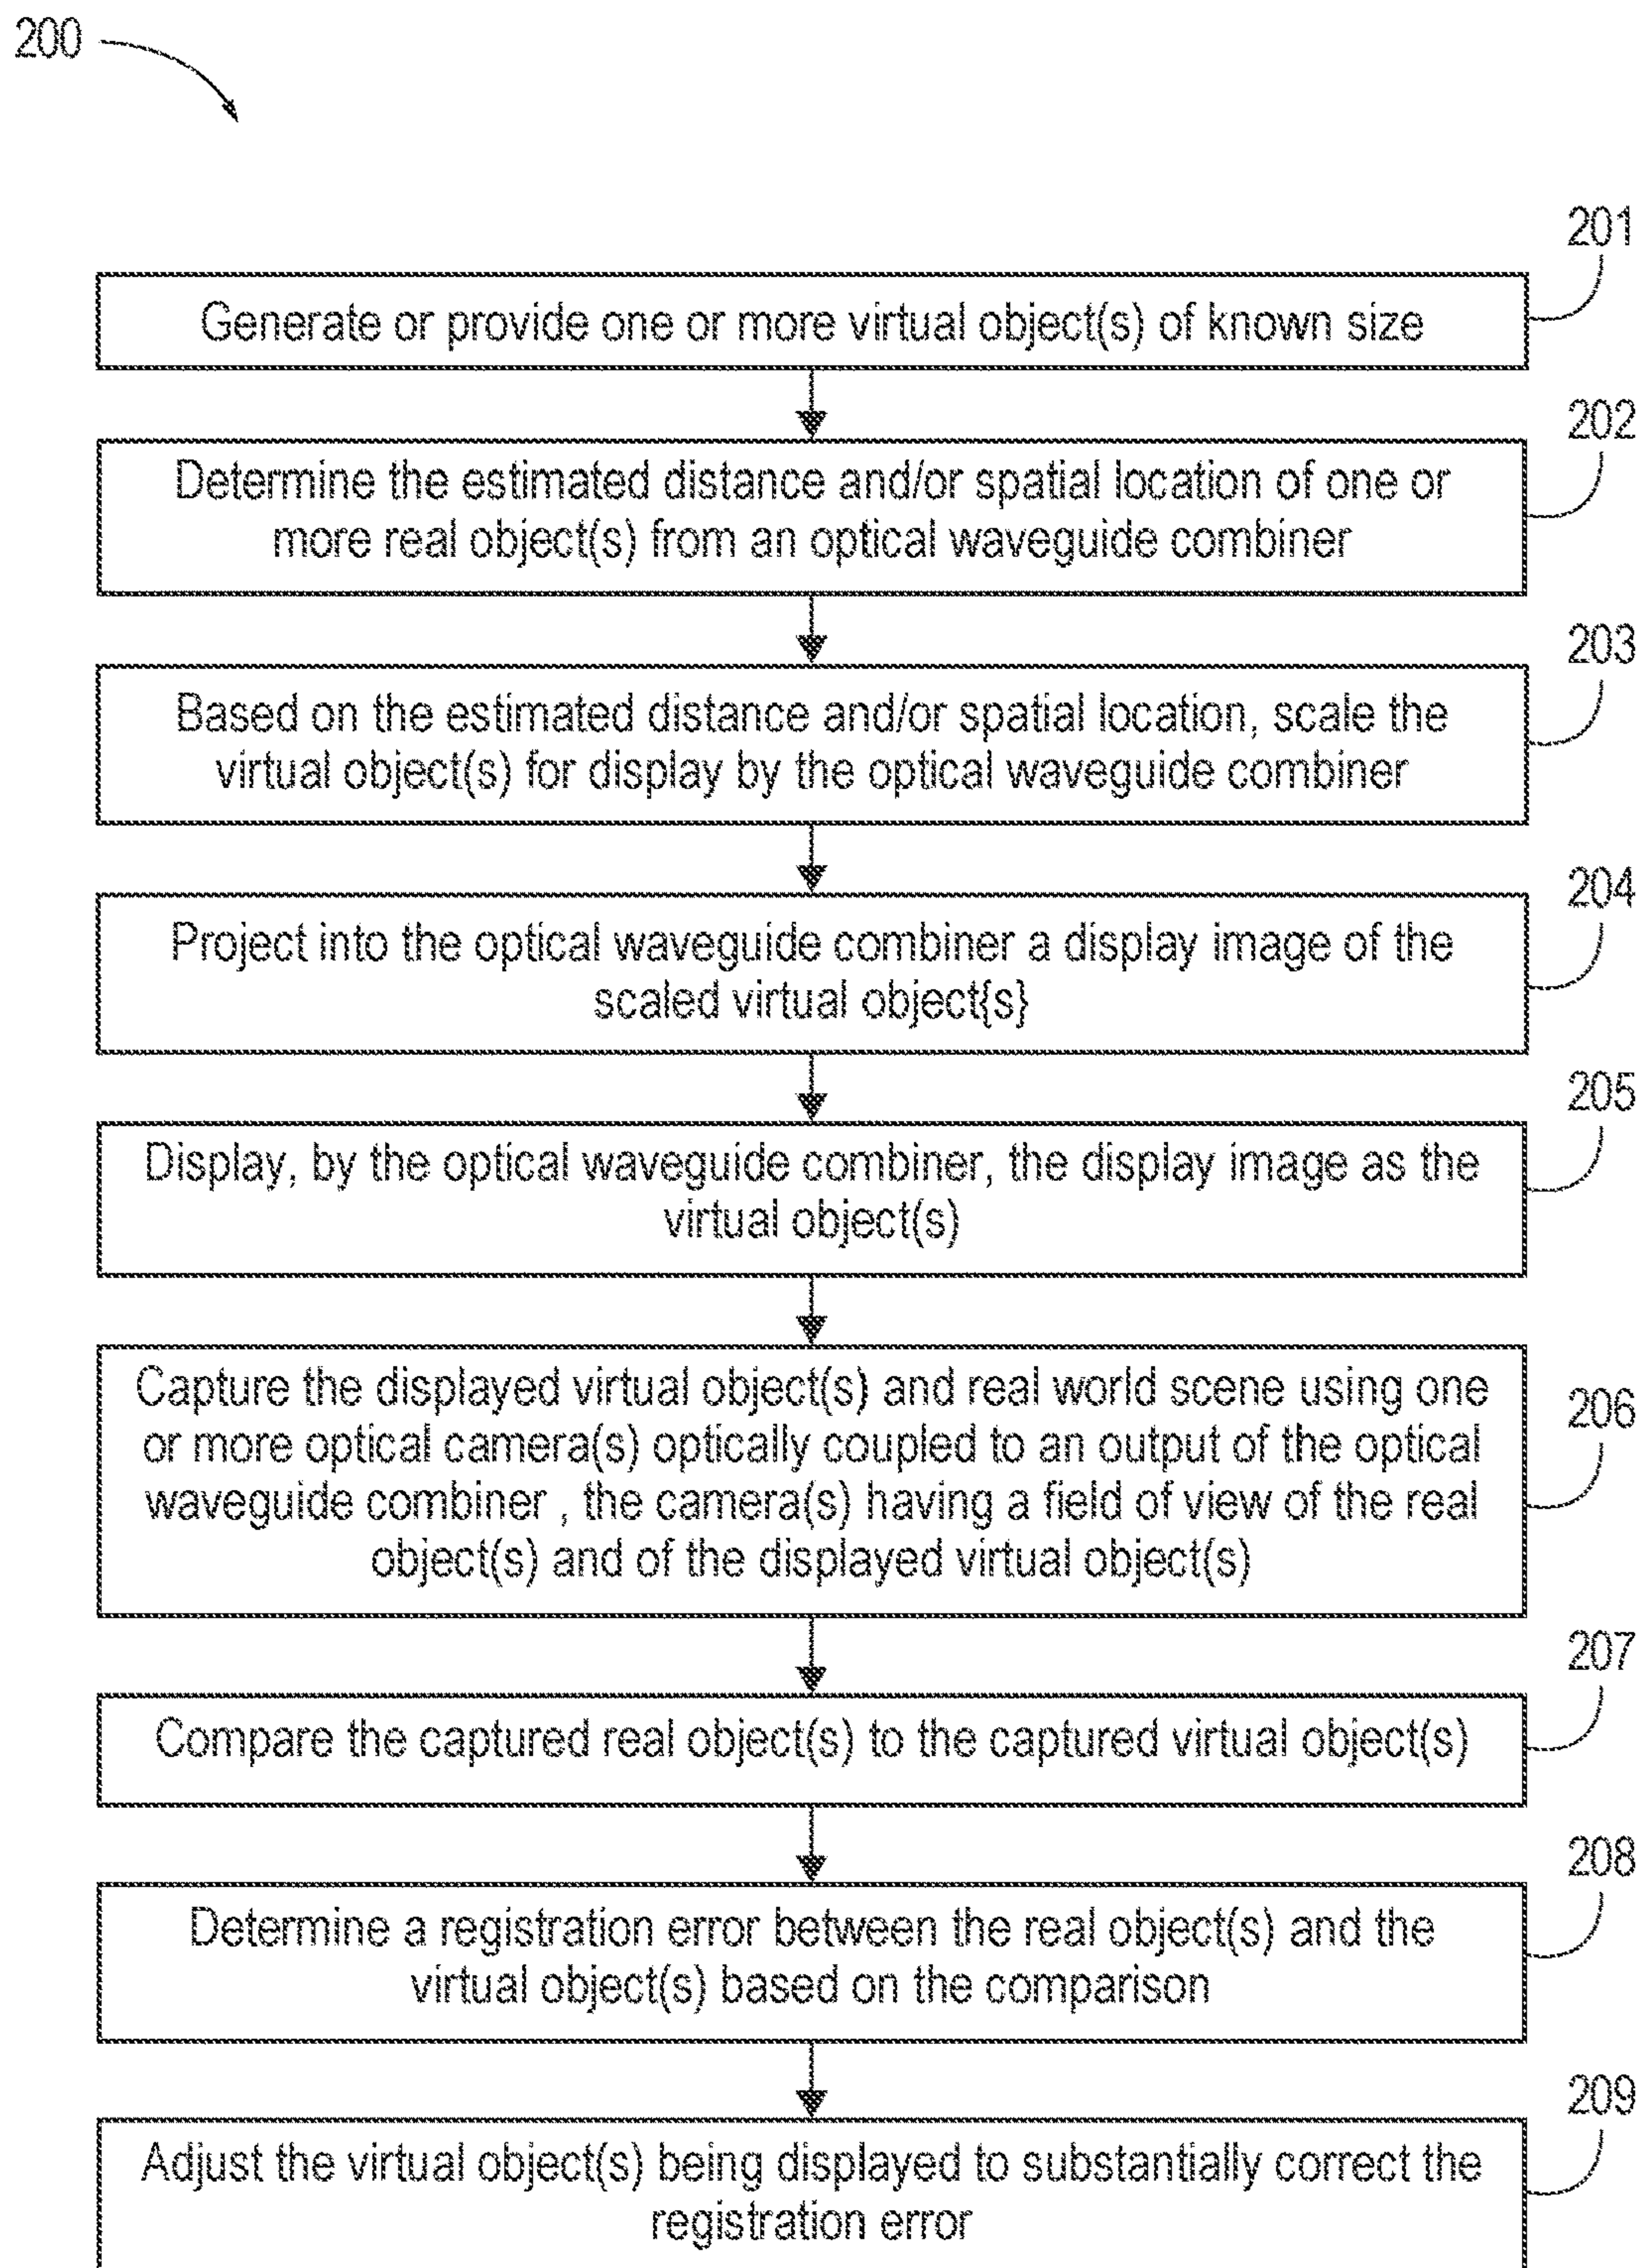 200
201
Generate or provide one or more virtual object(s) of known size
202
Determine the estimated distance and/or spatial location of one or
more real object(s) from an optical waveguide combiner
203
Based on the estimated distance and/or spatial location, scale the
virtual object(s) for display by the optical waveguide combiner
204
Project into the optical waveguide combiner a display image of the
scaled virtual object{s}
205
Display, by the optical waveguide combiner, the display image as the
virtual object(s)
206
Capture the displayed virtual object(s) and real world scene using one
or more optical camera(s) optically coupled to an output of the optical
waveguide combiner , the camera(s) having a field of view of the real
object(s) and of the displayed virtual object(s)
207
Compare the captured real object(s) to the captured virtual object(s)
208
Determine a registration error between the real object(s) and the
virtual object(s) based on the comparison
209
Adjust the virtual object(s) being displayed to substantially correct the
registration error